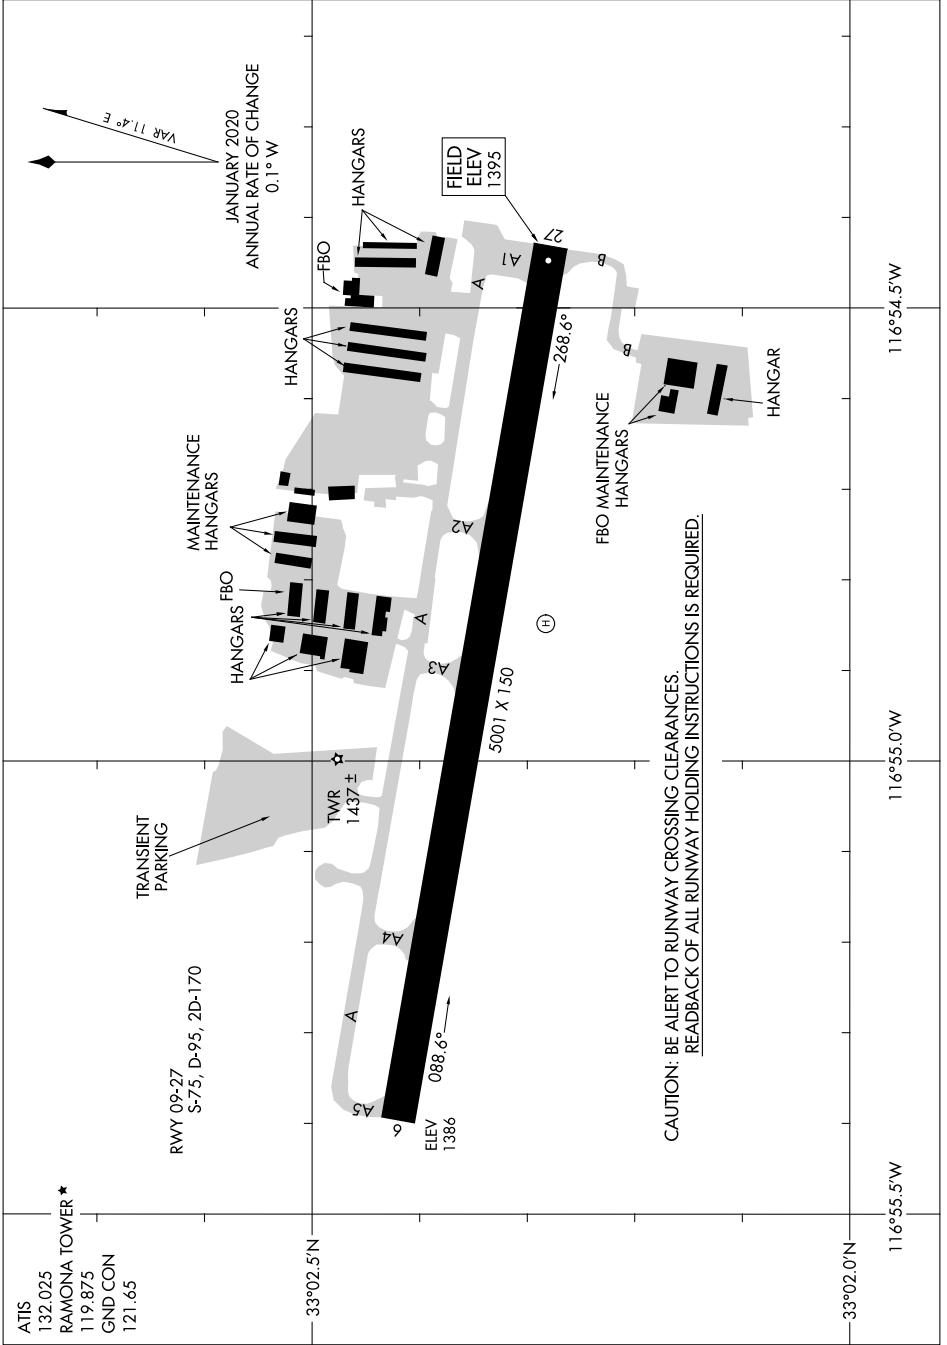 ATIS
132.025
RAMONA TOWER ★
119.875
GND CON
121.65
RWY 09-27
S-75, D-95, 2D-170
TRANSIENT
PARKING
HANGARS
FBO
MAINTENANCE
HANGARS
HANGARS
FBO
HANGARS
JANUARY 2020
ANNUAL RATE OF CHANGE
0.1° W
VAR 11.4° E
FIELD
ELEV
1395
TWR
1437 ±
A
A
A
A5
A4
A3
A2
A1
B
B
9
27
ELEV
1386
088.6°
5001 X 150
268.6°
H
FBO MAINTENANCE
HANGARS
HANGAR
CAUTION: BE ALERT TO RUNWAY CROSSING CLEARANCES.
READBACK OF ALL RUNWAY HOLDING INSTRUCTIONS IS REQUIRED.
33°02.5'N
33°02.0'N
116°55.5'W
116°55.0'W
116°54.5'W